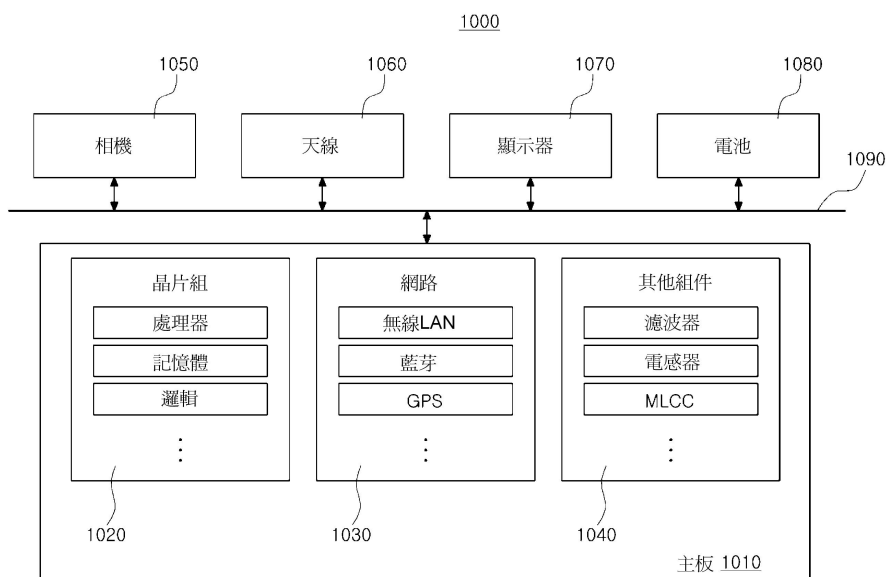 1000
1050
1060
1070
1080
相機
天線
顯示器
電池
1090
晶片組
網路
其他組件
處理器
無線LAN
濾波器
記憶體
藍芽
電感器
邏輯
GPS
MLCC
⋮
⋮
⋮
1020
1030
1040
主板 1010